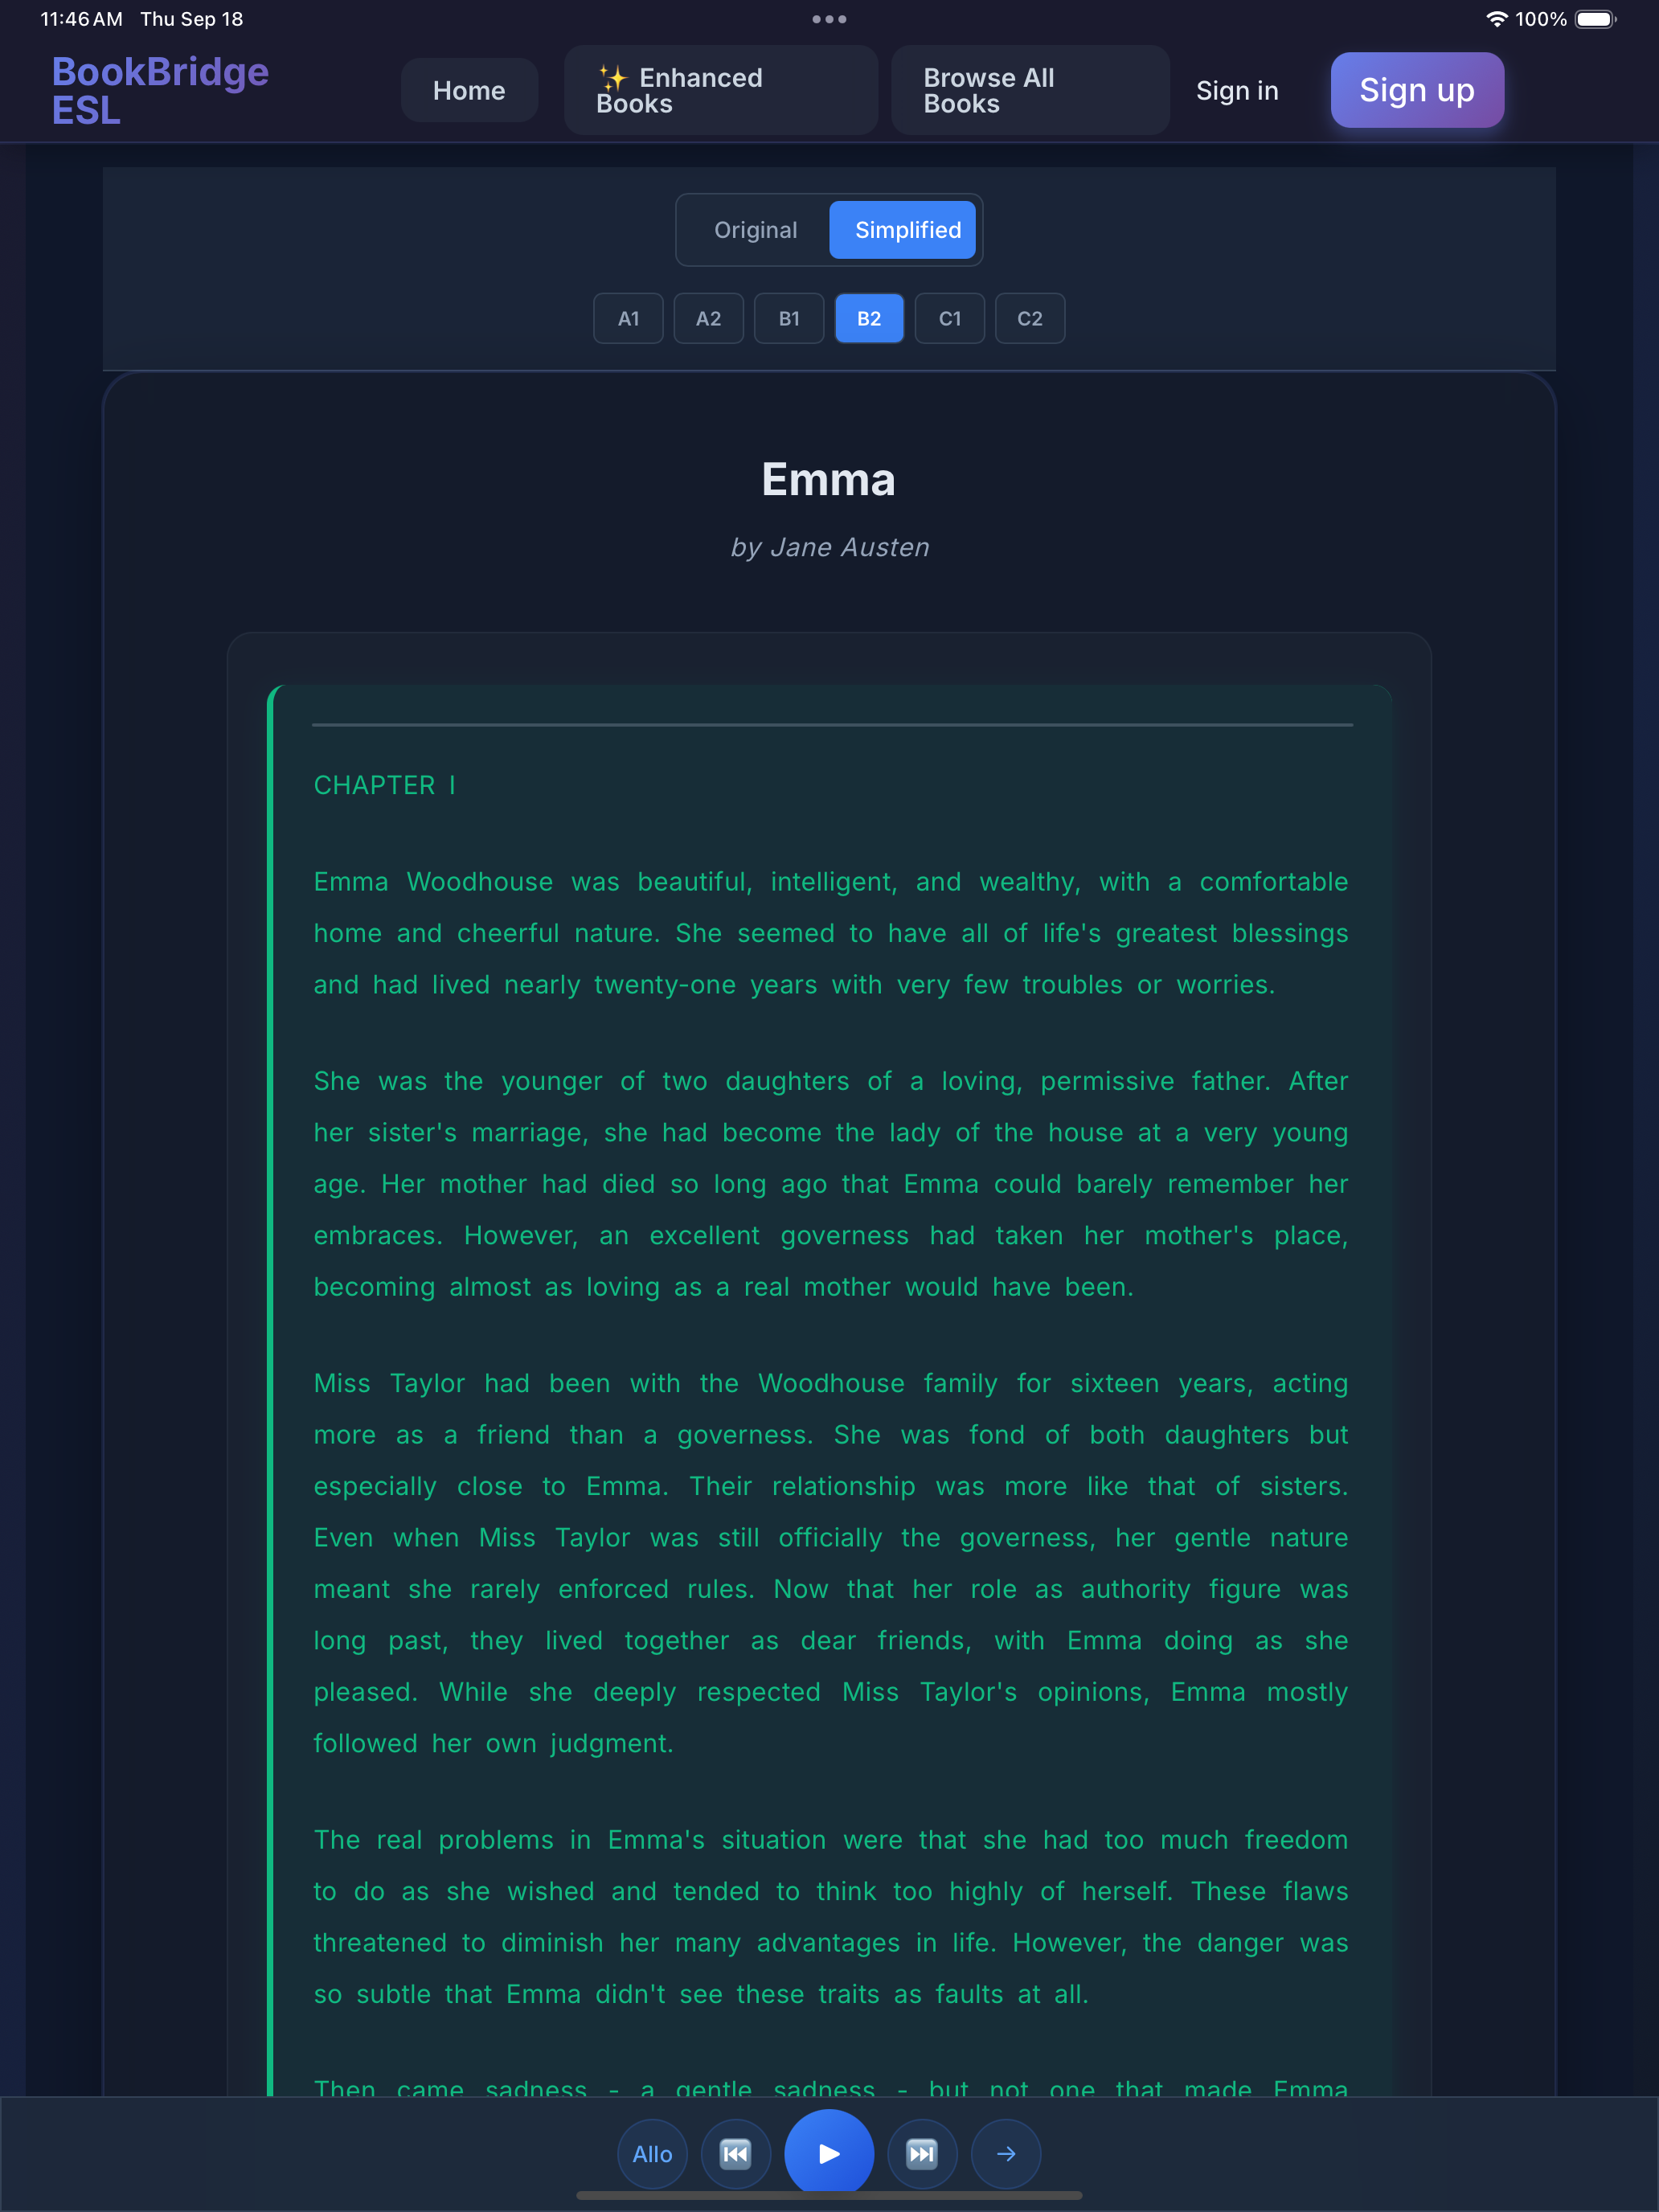 11:46 AM Thu Sep 18
100%
BookBridge
ESL
Home
✨ Enhanced
Books
Browse All
Books
Sign in
Sign up
Original
Simplified
A1
A2
B1
B2
C1
C2
Emma
by Jane Austen
CHAPTER I
Emma Woodhouse was beautiful, intelligent, and wealthy, with a comfortable
home and cheerful nature. She seemed to have all of life's greatest blessings
and had lived nearly twenty-one years with very few troubles or worries.
She was the younger of two daughters of a loving, permissive father. After
her sister's marriage, she had become the lady of the house at a very young
age. Her mother had died so long ago that Emma could barely remember her
embraces. However, an excellent governess had taken her mother's place,
becoming almost as loving as a real mother would have been.
Miss Taylor had been with the Woodhouse family for sixteen years, acting
more as a friend than a governess. She was fond of both daughters but
especially close to Emma. Their relationship was more like that of sisters.
Even when Miss Taylor was still officially the governess, her gentle nature
meant she rarely enforced rules. Now that her role as authority figure was
long past, they lived together as dear friends, with Emma doing as she
pleased. While she deeply respected Miss Taylor's opinions, Emma mostly
followed her own judgment.
The real problems in Emma's situation were that she had too much freedom
to do as she wished and tended to think too highly of herself. These flaws
threatened to diminish her many advantages in life. However, the danger was
so subtle that Emma didn't see these traits as faults at all.
Then came sadness - a gentle sadness - but not one that made Emma
Allo